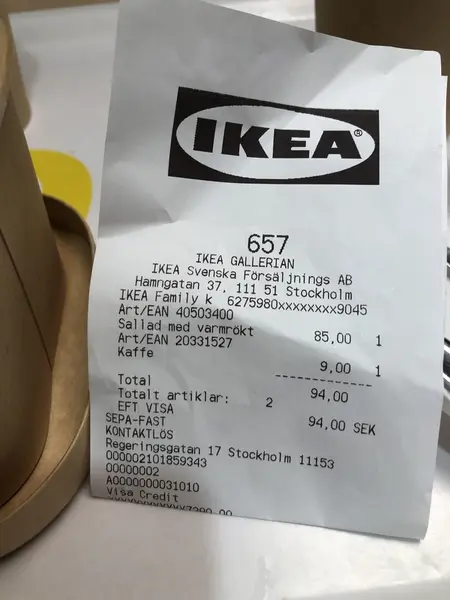 IKEA®
657
IKEA GALLERIAN
IKEA Svenska Försäljnings AB
Hamngatan 37, 111 51 Stockholm
IKEA Family k 6275980xxxxxxxx9045
Art/EAN 40503400
Sallad med varmrökt 85,00 1
Art/EAN 20331527
Kaffe 9,00 1
--------------
Total 94,00
Totalt artiklar: 2
EFT VISA 94,00 SEK
SEPA-FAST
KONTAKTLÖS
Regeringsgatan 17 Stockholm 11153
000002101859343
00000002
A0000000031010
Visa Credit